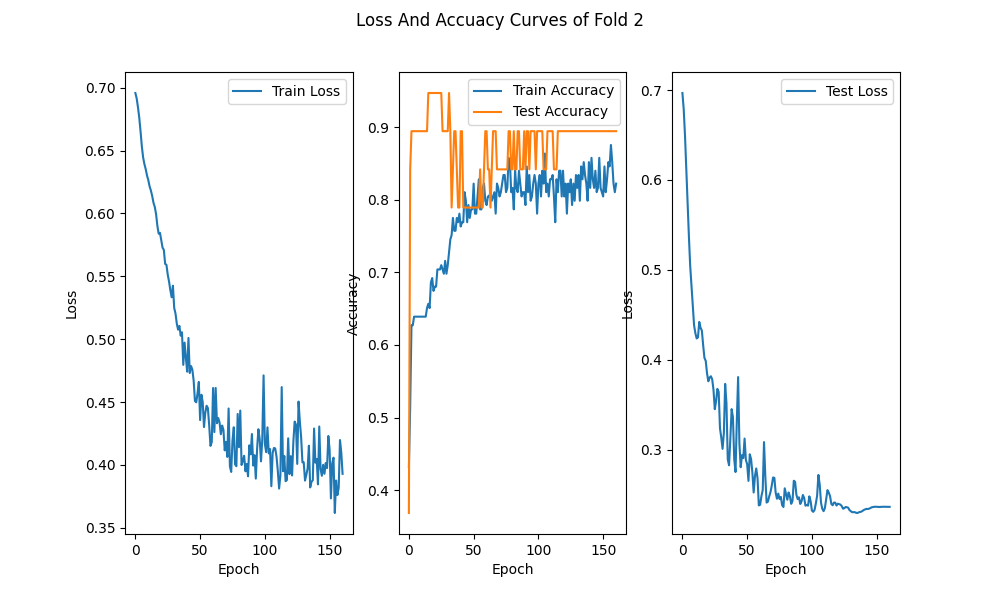 Loss And Accuacy Curves of Fold 2
0.70
0.65
0.60
0.55
0.50
0.45
0.40
0.35
0
50
100
150
Loss
Epoch
Train Loss
0.9
0.8
0.7
0.6
0.5
0.4
0
50
100
150
Accuracy
Epoch
Train Accuracy
Test Accuracy
0.7
0.6
0.5
0.4
0.3
0
50
100
150
Loss
Epoch
Test Loss